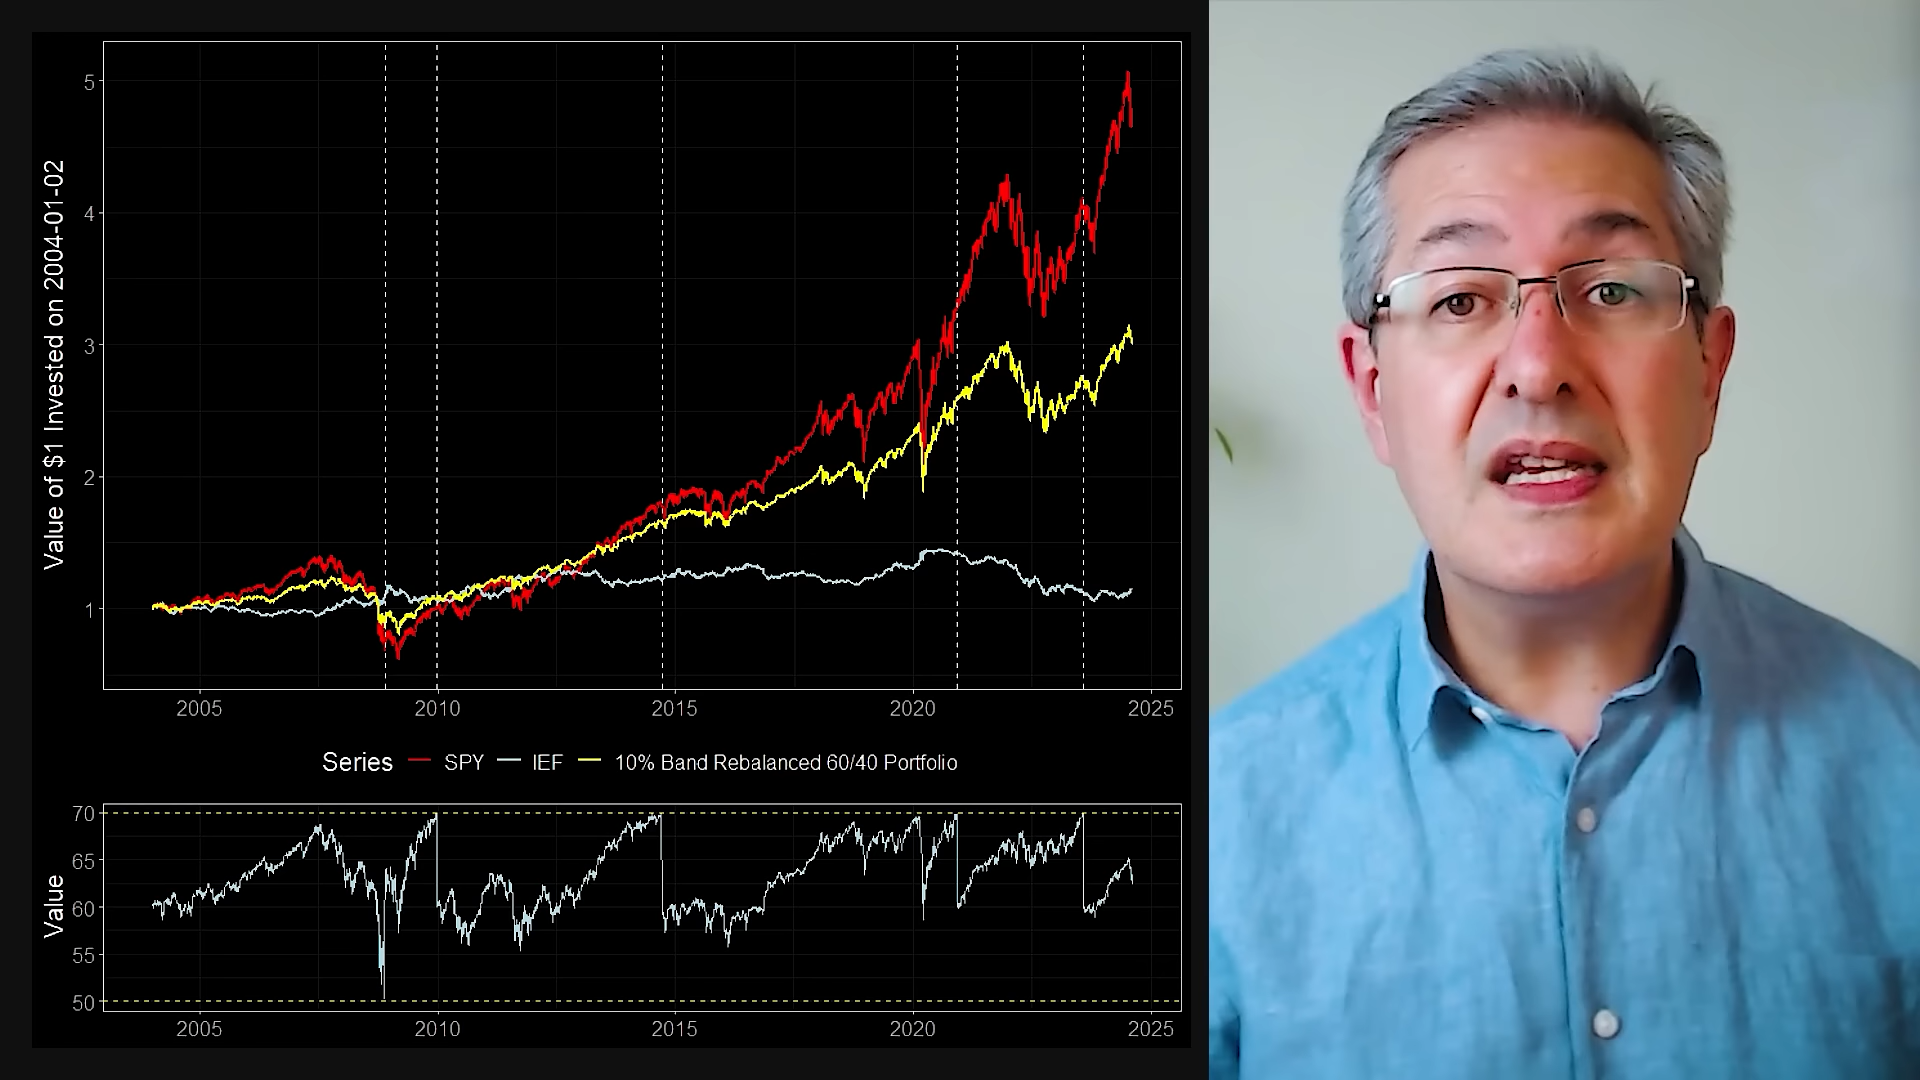 Value of $1 Invested on 2004-01-02
5
4
3
2
1
2005 2010 2015 2020 2025
Series SPY IEF 10% Band Rebalanced 60/40 Portfolio
Value
70
65
60
55
50
2005 2010 2015 2020 2025